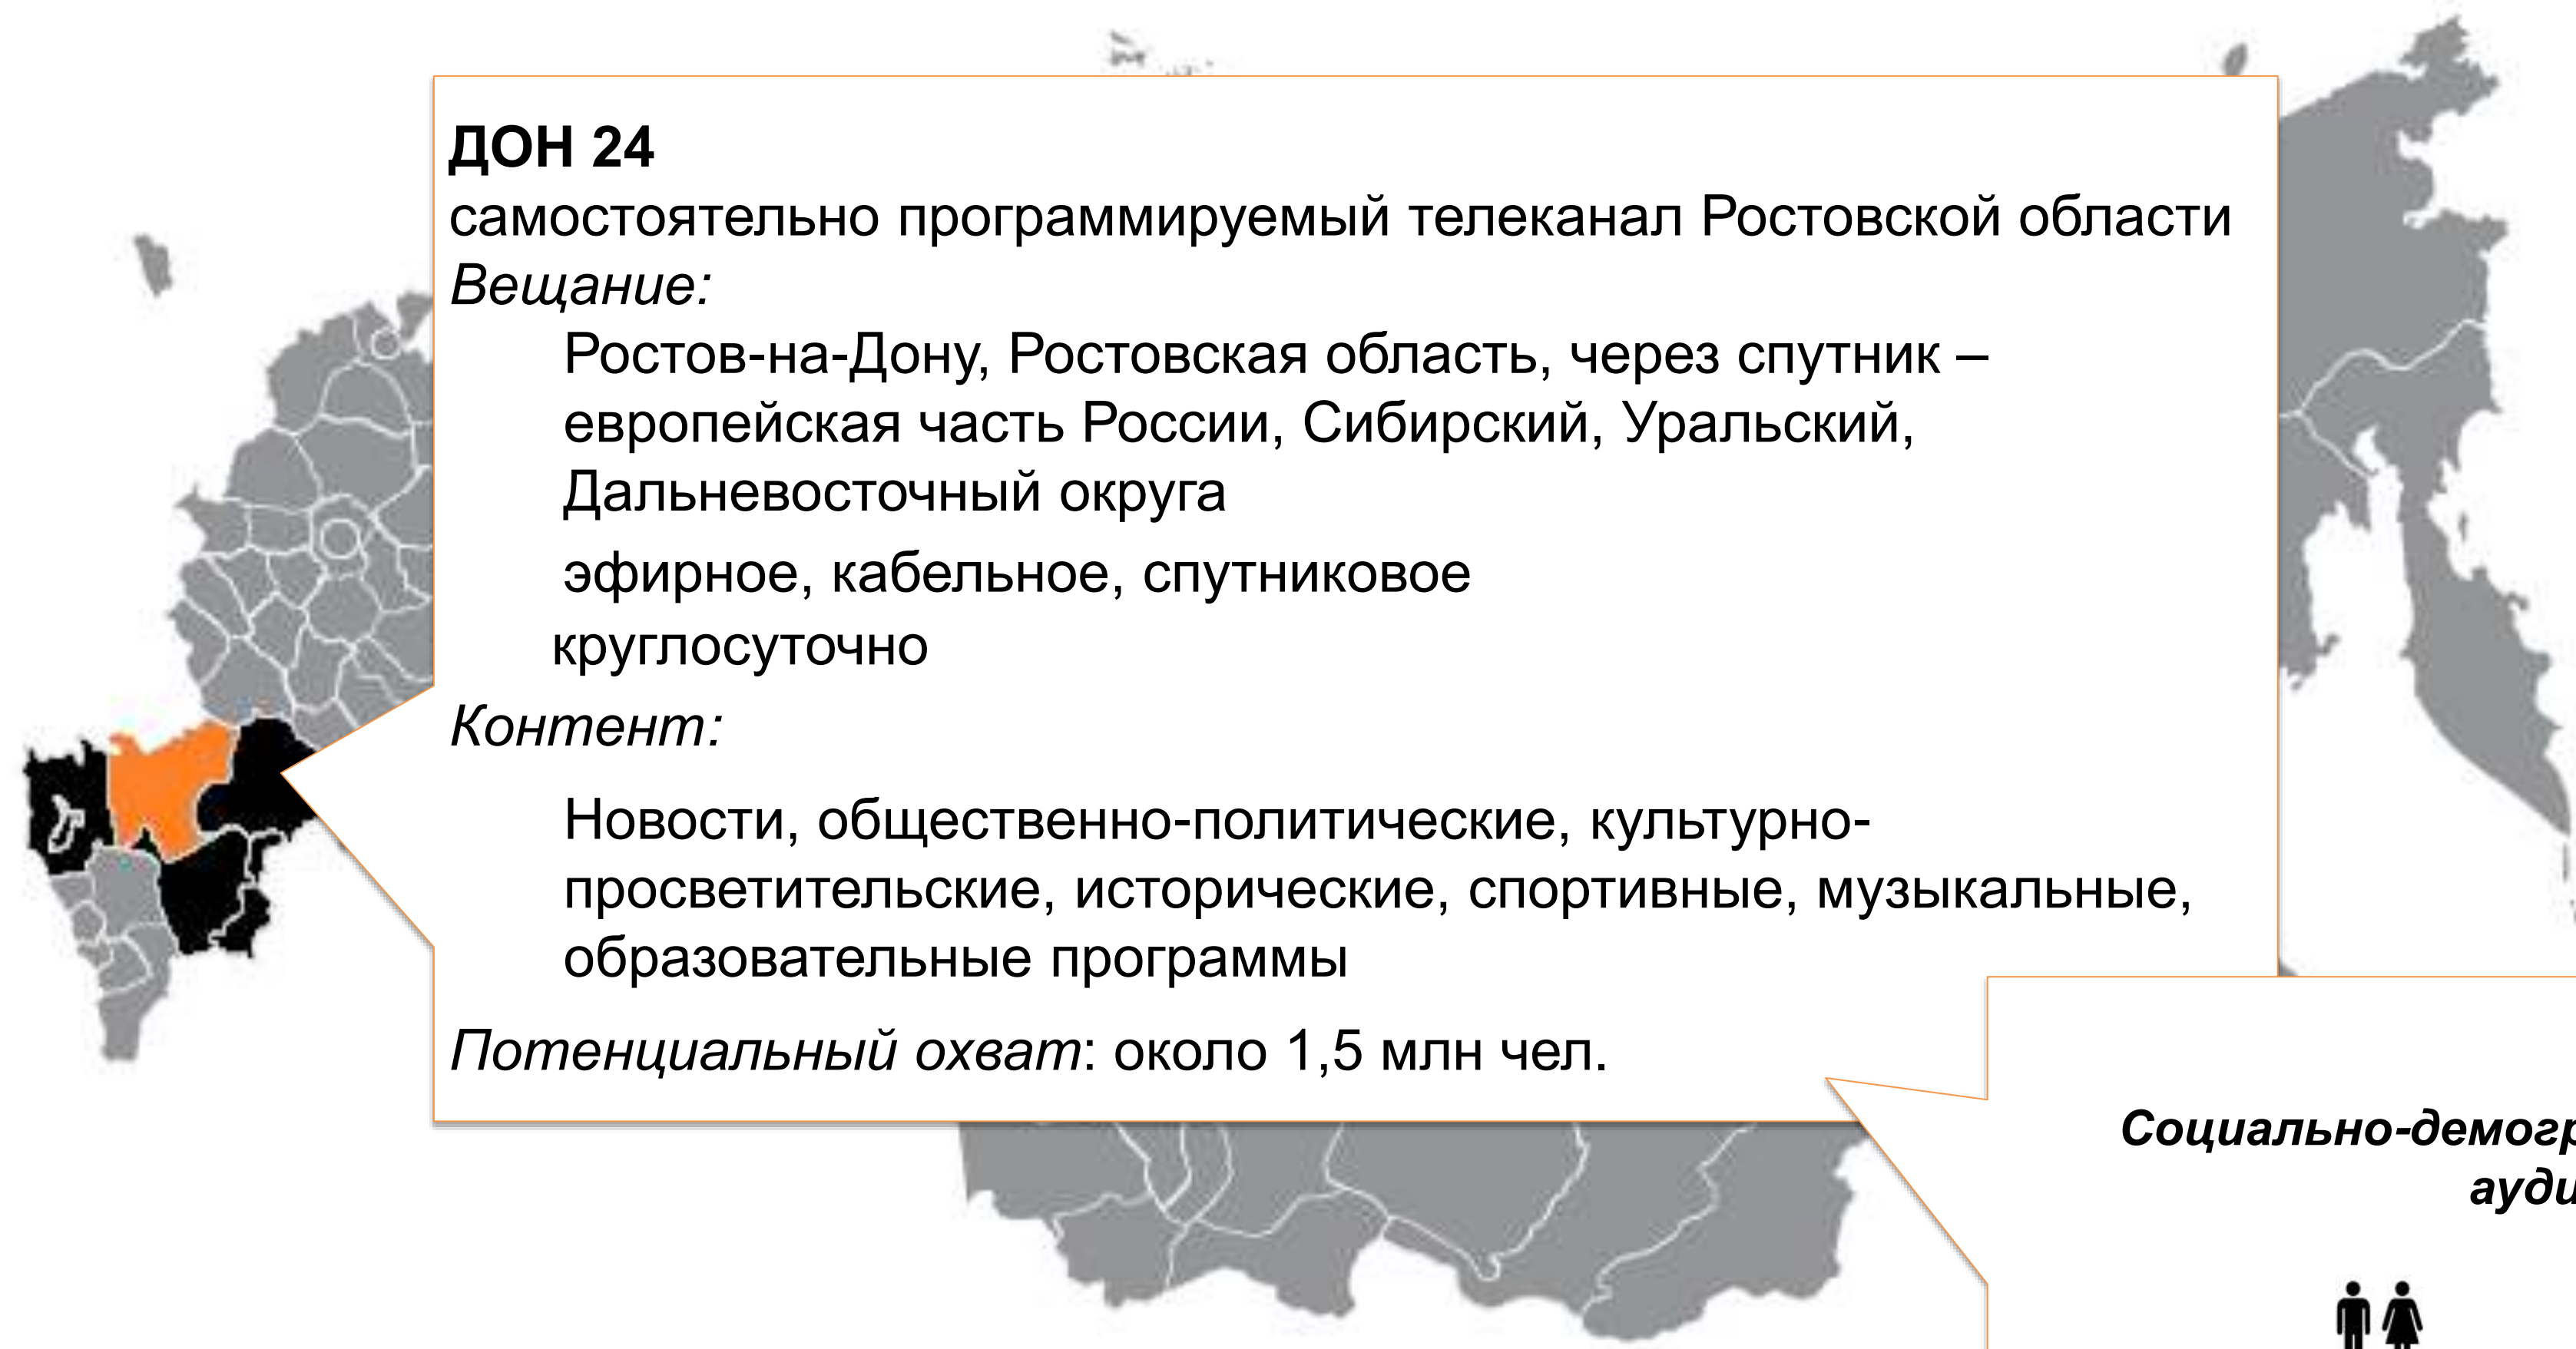 ДОН 24
самостоятельно программируемый телеканал Ростовской области
Вещание:
Ростов-на-Дону, Ростовская область, через спутник –
европейская часть России, Сибирский, Уральский,
Дальневосточный округа
эфирное, кабельное, спутниковое
круглосуточно
Контент:
Новости, общественно-политические, культурно-
просветительские, исторические, спортивные, музыкальные,
образовательные программы
Потенциальный охват: около 1,5 млн чел.